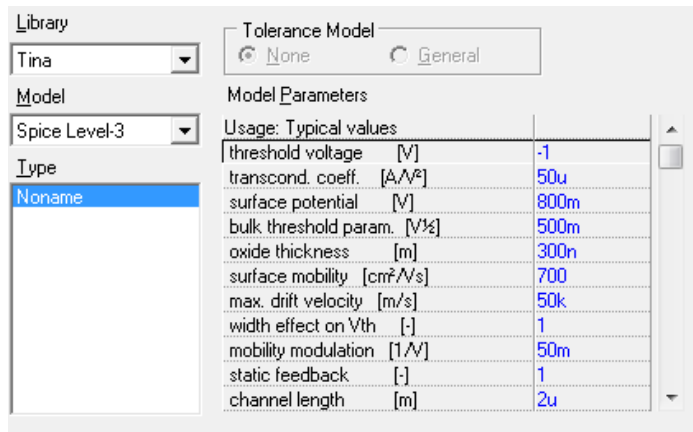 Library
Tina
Model
Spice Level-3
Type
Noname
Tolerance Model
None
General
Model Parameters
Usage: Typical values
threshold voltage [V] -1
transcond. coeff. [A/V²] 50u
surface potential [V] 800m
bulk threshold param. [V½] 500m
oxide thickness [m] 300n
surface mobility [cm²/Vs] 700
max. drift velocity [m/s] 50k
width effect on Vth [-] 1
mobility modulation [1/V] 50m
static feedback [-] 1
channel length [m] 2u